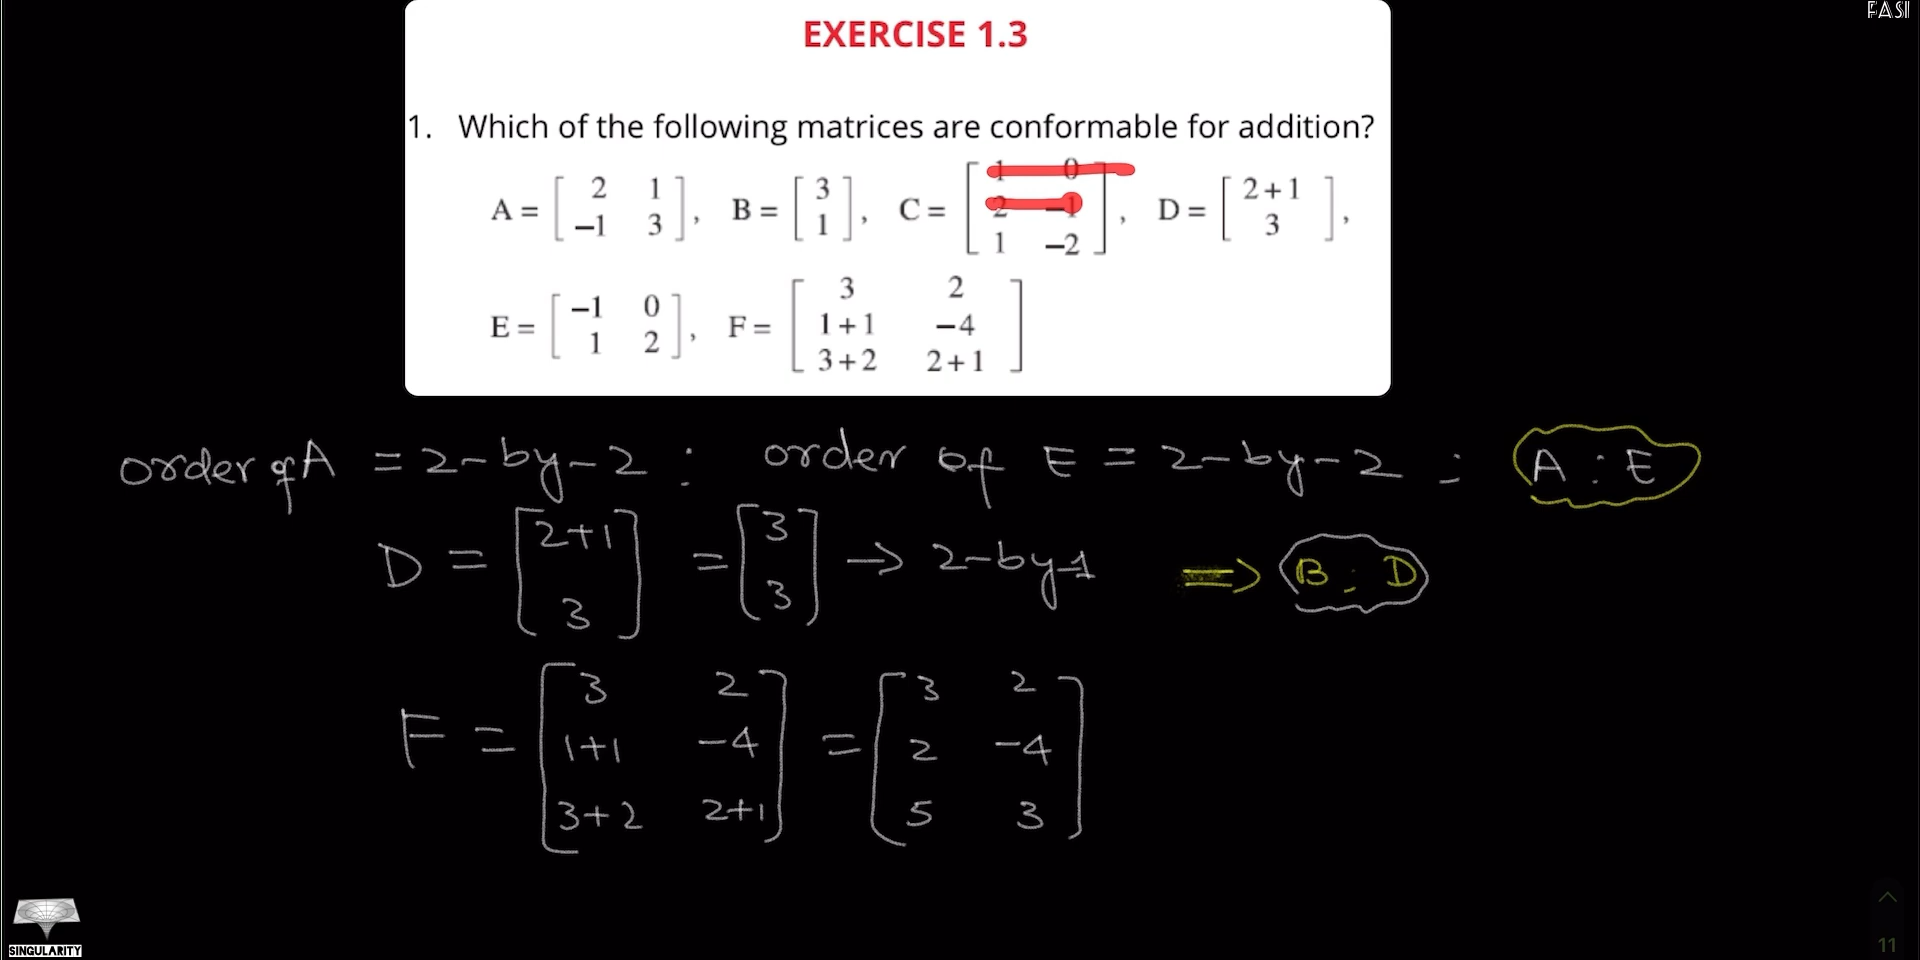 FASI
EXERCISE 1.3
1. Which of the following matrices are conformable for addition?
A = [ 2 1 ; −1 3 ], B = [ 3 ; 1 ], C = [ 1 0 ; 2 −1 ; 1 −2 ], D = [ 2+1 ; 3 ],
E = [ −1 0 ; 1 2 ], F = [ 3 2 ; 1+1 −4 ; 3+2 2+1 ]
order of A = 2-by-2 : order of E = 2-by-2 : A : E
D = [ 2+1 ; 3 ] = [ 3 ; 3 ] → 2-by-1 ⇒ B : D
F = [ 3 2 ; 1+1 −4 ; 3+2 2+1 ] = [ 3 2 ; 2 −4 ; 5 3 ]
SINGULARITY
11